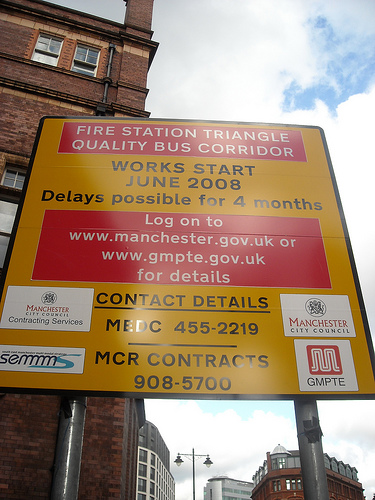 FIRE STATION TRIANGLE
QUALITY BUS CORRIDOR
WORKS START
JUNE 2008
Delays possible for 4 months
Log on to
www.manchester.gov.uk or
www.gmpte.gov.uk
for details
CONTACT DETAILS
MANCHESTER
CITY COUNCIL
Contracting Services
MEDC 455-2219
MANCHESTER
CITY COUNCIL
semmms
MCR CONTRACTS
908-5700
GMPTE